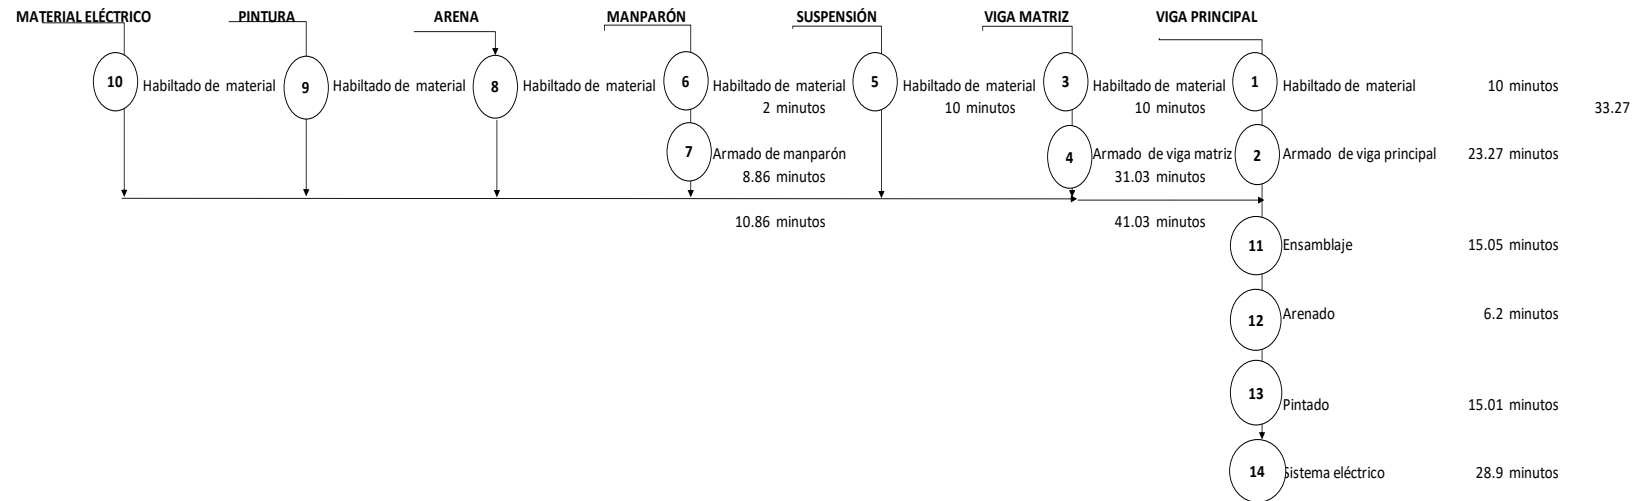 MATERIAL ELÉCTRICO PINTURA ARENA MANPARÓN SUSPENSIÓN VIGA MATRIZ VIGA PRINCIPAL
10 Habiltado de material 9 Habiltado de material 8 Habiltado de material 6 Habiltado de material 5 Habiltado de material 3 Habiltado de material 1 Habiltado de material 10 minutos
2 minutos 10 minutos 10 minutos 33.27
7 Armado de manparón 4 Armado de viga matriz 2 Armado de viga principal 23.27 minutos
8.86 minutos 31.03 minutos
10.86 minutos 41.03 minutos
11 Ensamblaje 15.05 minutos
12 Arenado 6.2 minutos
13 Pintado 15.01 minutos
14 Sistema eléctrico 28.9 minutos